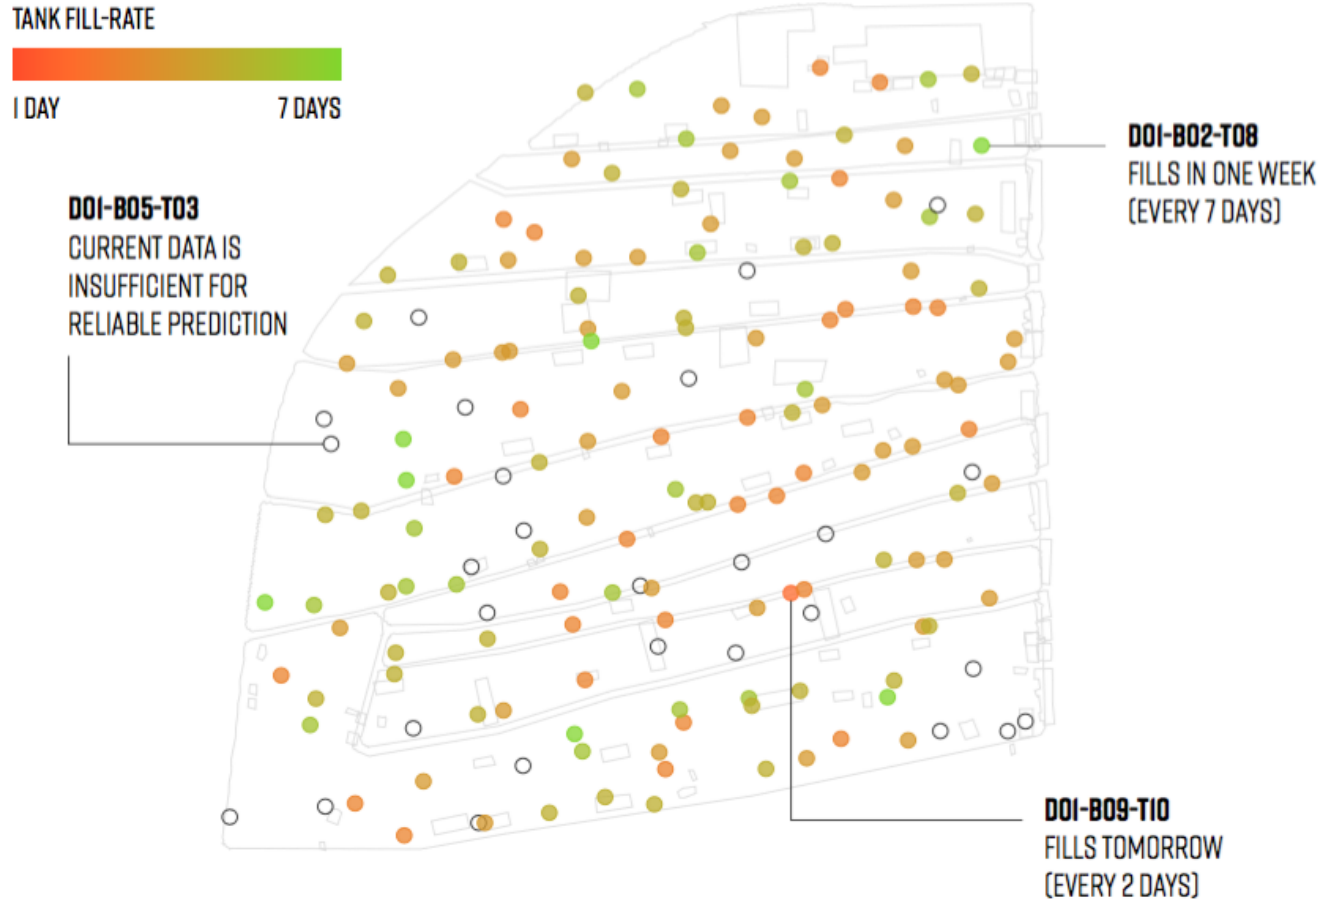 TANK FILL-RATE
1 DAY
7 DAYS
D01-B02-T08
FILLS IN ONE WEEK
(EVERY 7 DAYS)
D01-B05-T03
CURRENT DATA IS
INSUFFICIENT FOR
RELIABLE PREDICTION
D01-B09-T10
FILLS TOMORROW
(EVERY 2 DAYS)